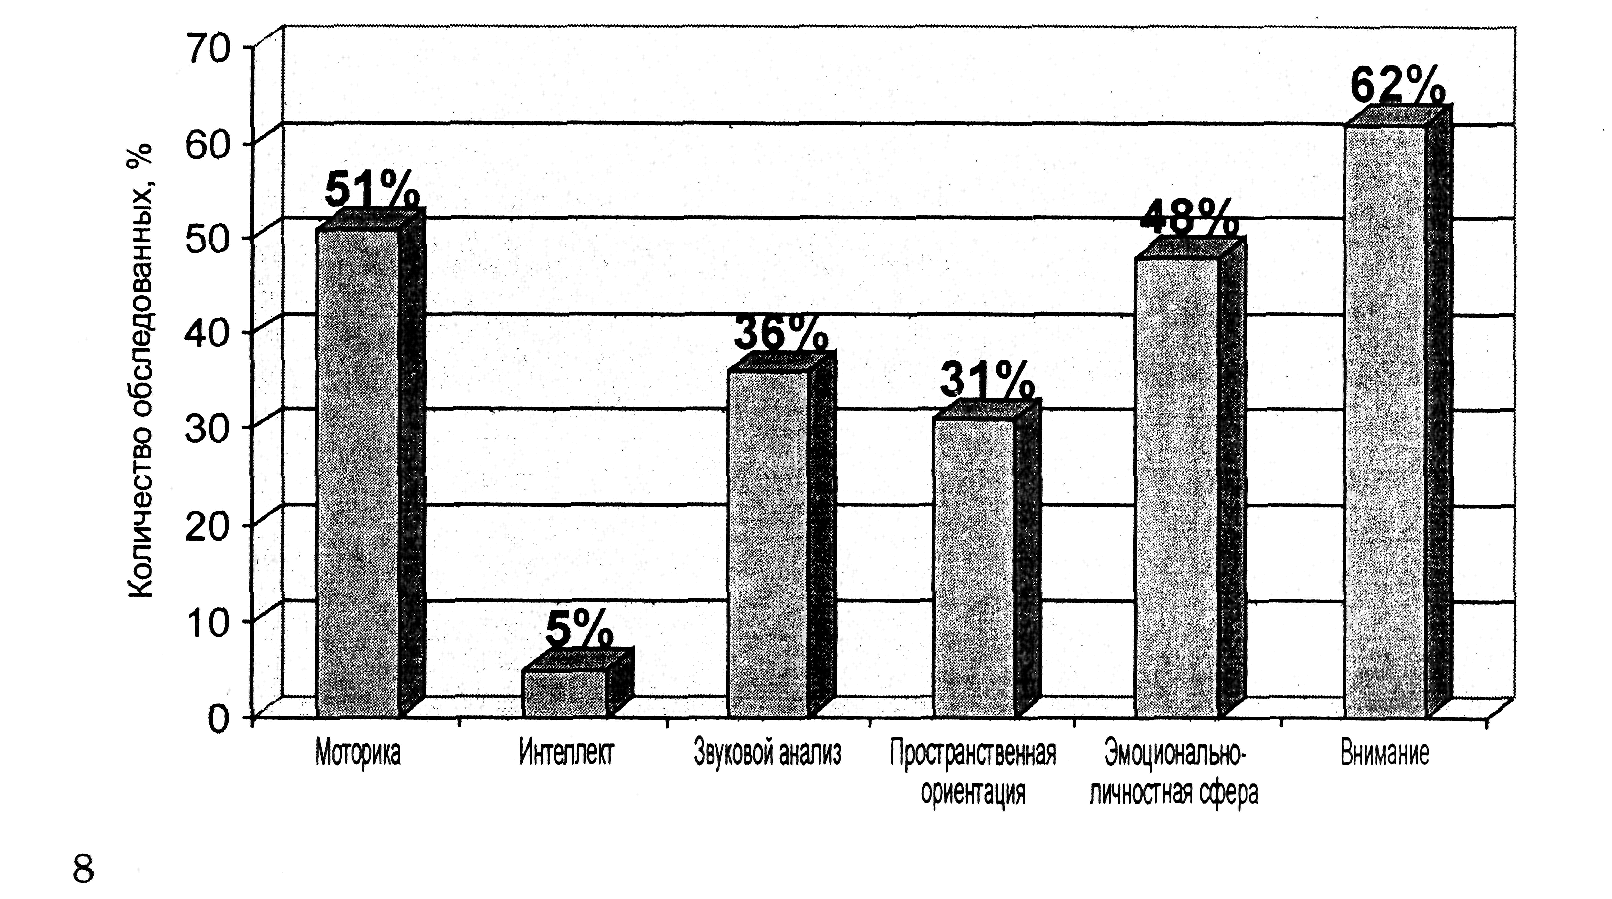 Количество обследованных, %
70
60
50
40
30
20
10
0
51%
5%
36%
31%
48%
62%
Моторика
Интеллект
Звуковой анализ
Пространственная
ориентация
Эмоционально-
личностная сфера
Внимание
8